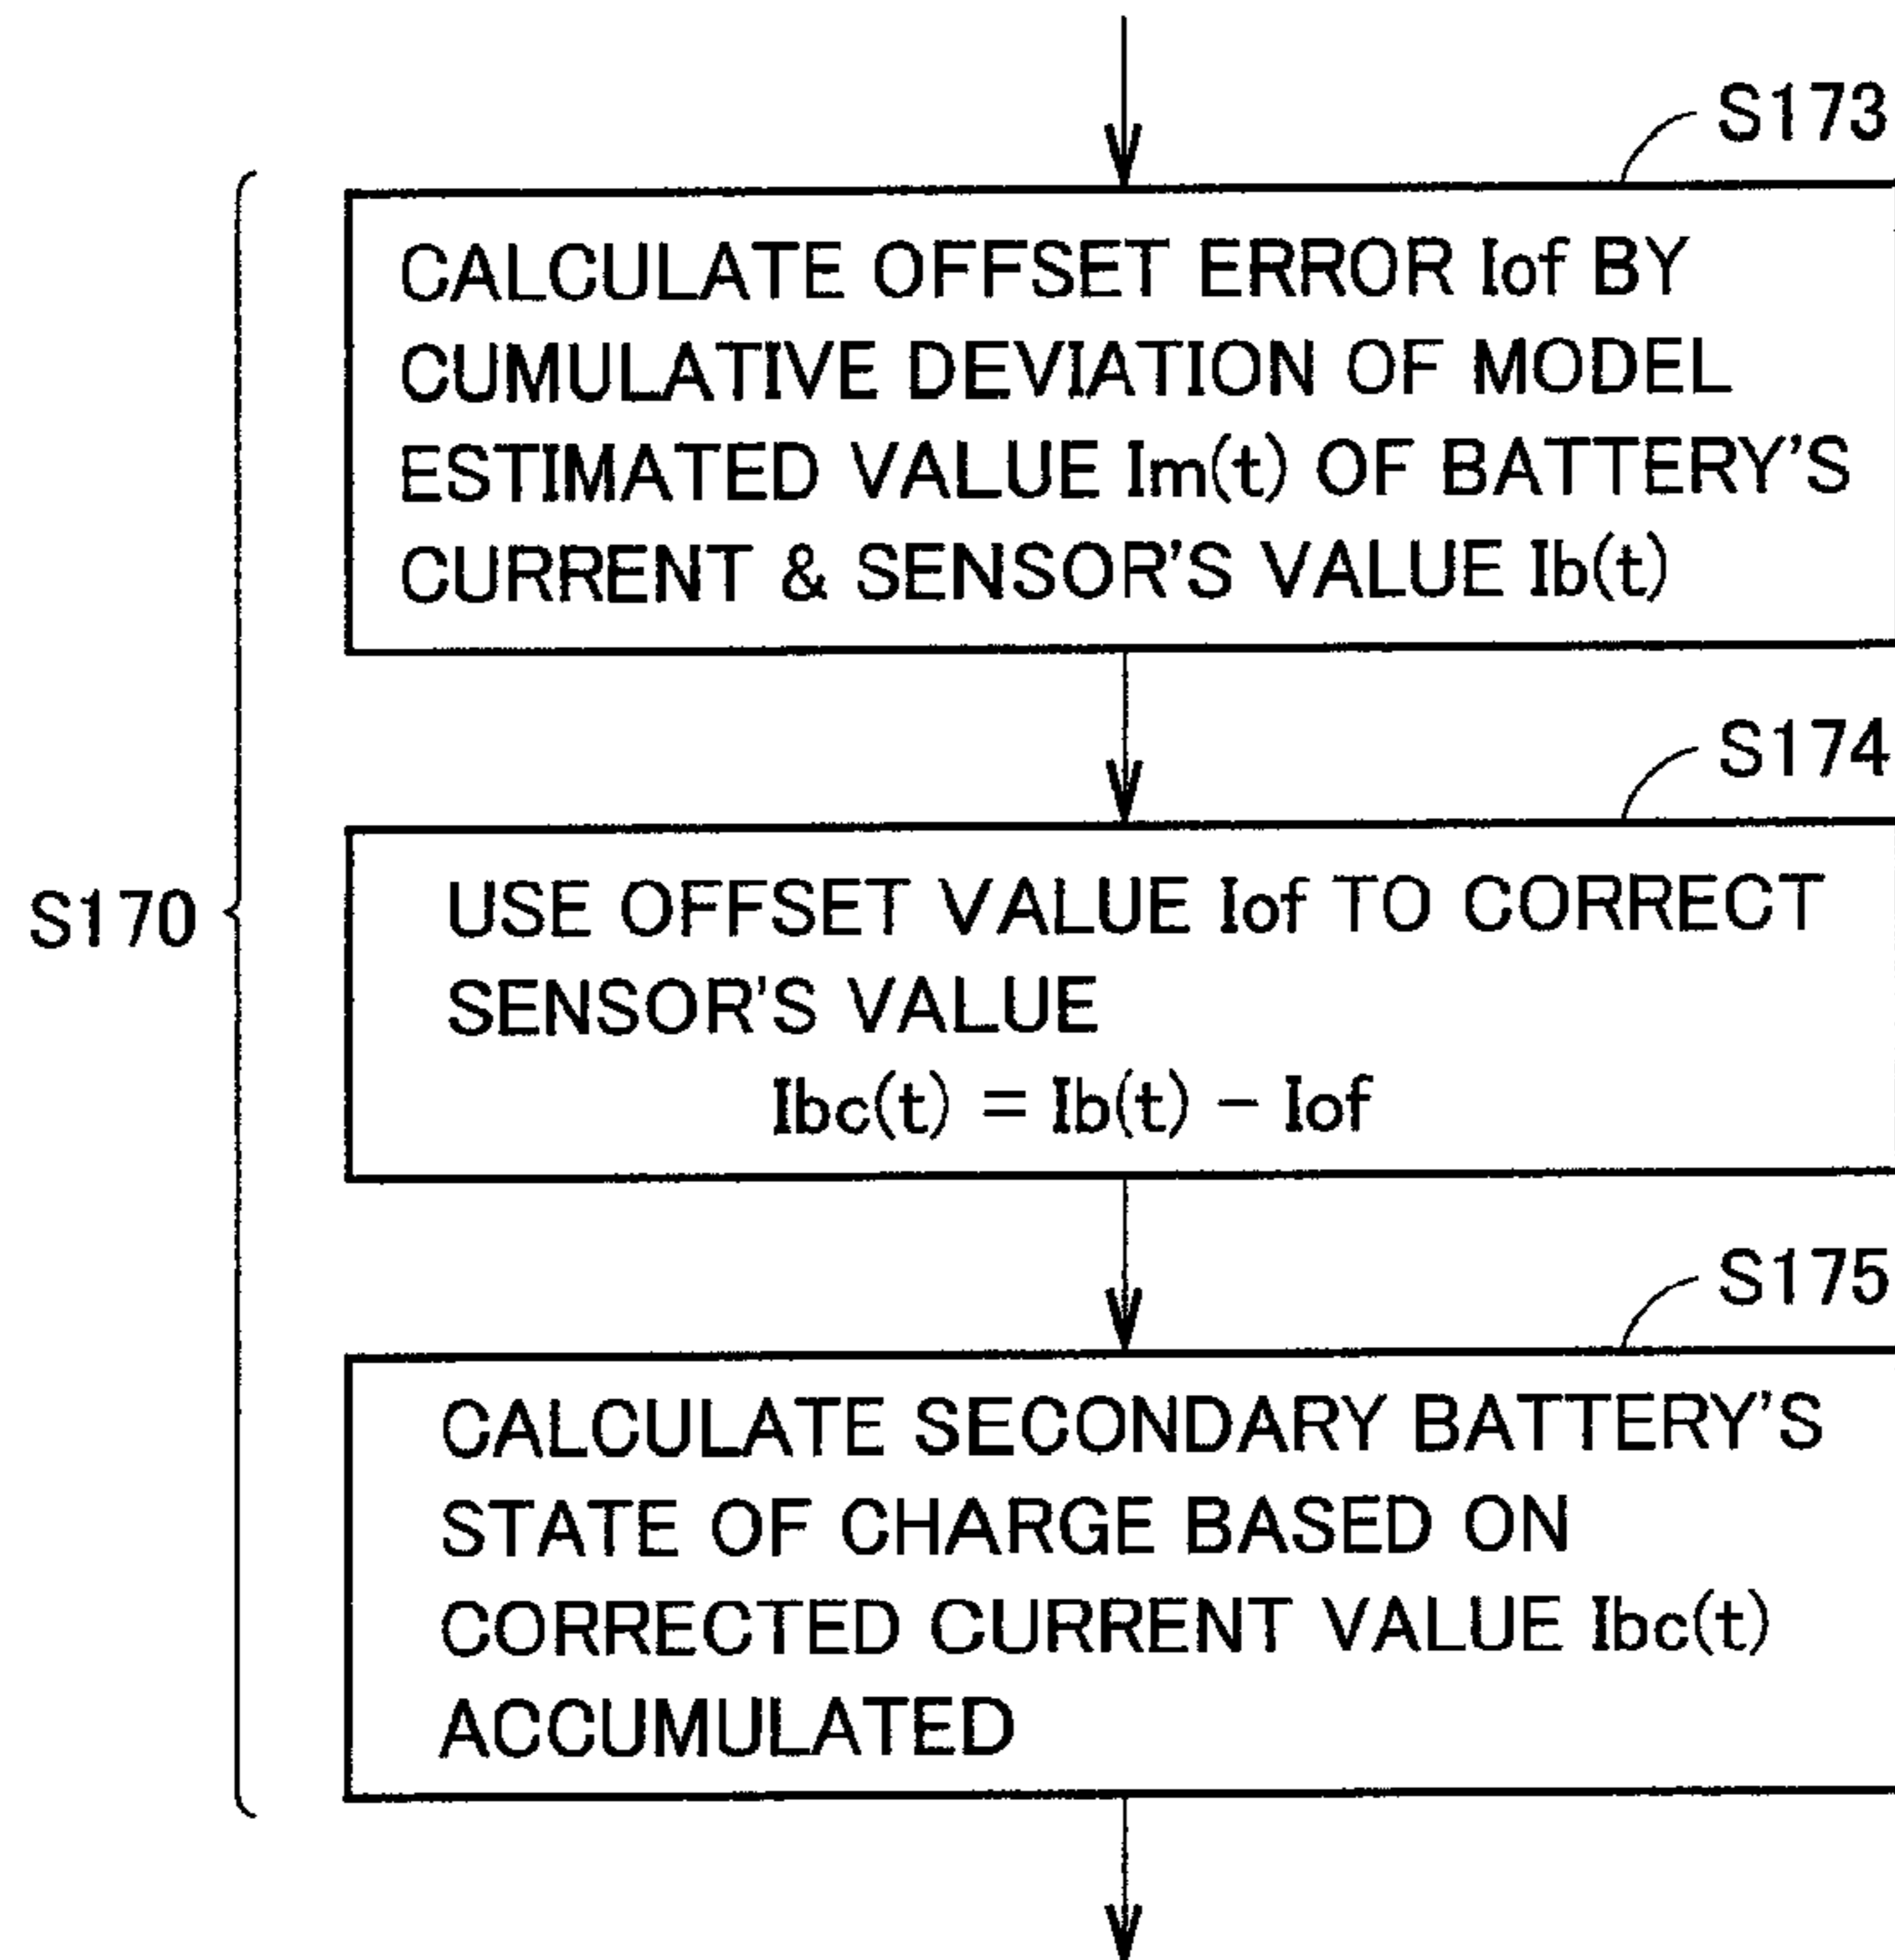 S173
CALCULATE OFFSET ERROR Iof BY
CUMULATIVE DEVIATION OF MODEL
ESTIMATED VALUE Im(t) OF BATTERY'S
CURRENT & SENSOR'S VALUE Ib(t)
S174
S170
USE OFFSET VALUE Iof TO CORRECT
SENSOR'S VALUE
Ibc(t) = Ib(t) − Iof
S175
CALCULATE SECONDARY BATTERY'S
STATE OF CHARGE BASED ON
CORRECTED CURRENT VALUE Ibc(t)
ACCUMULATED